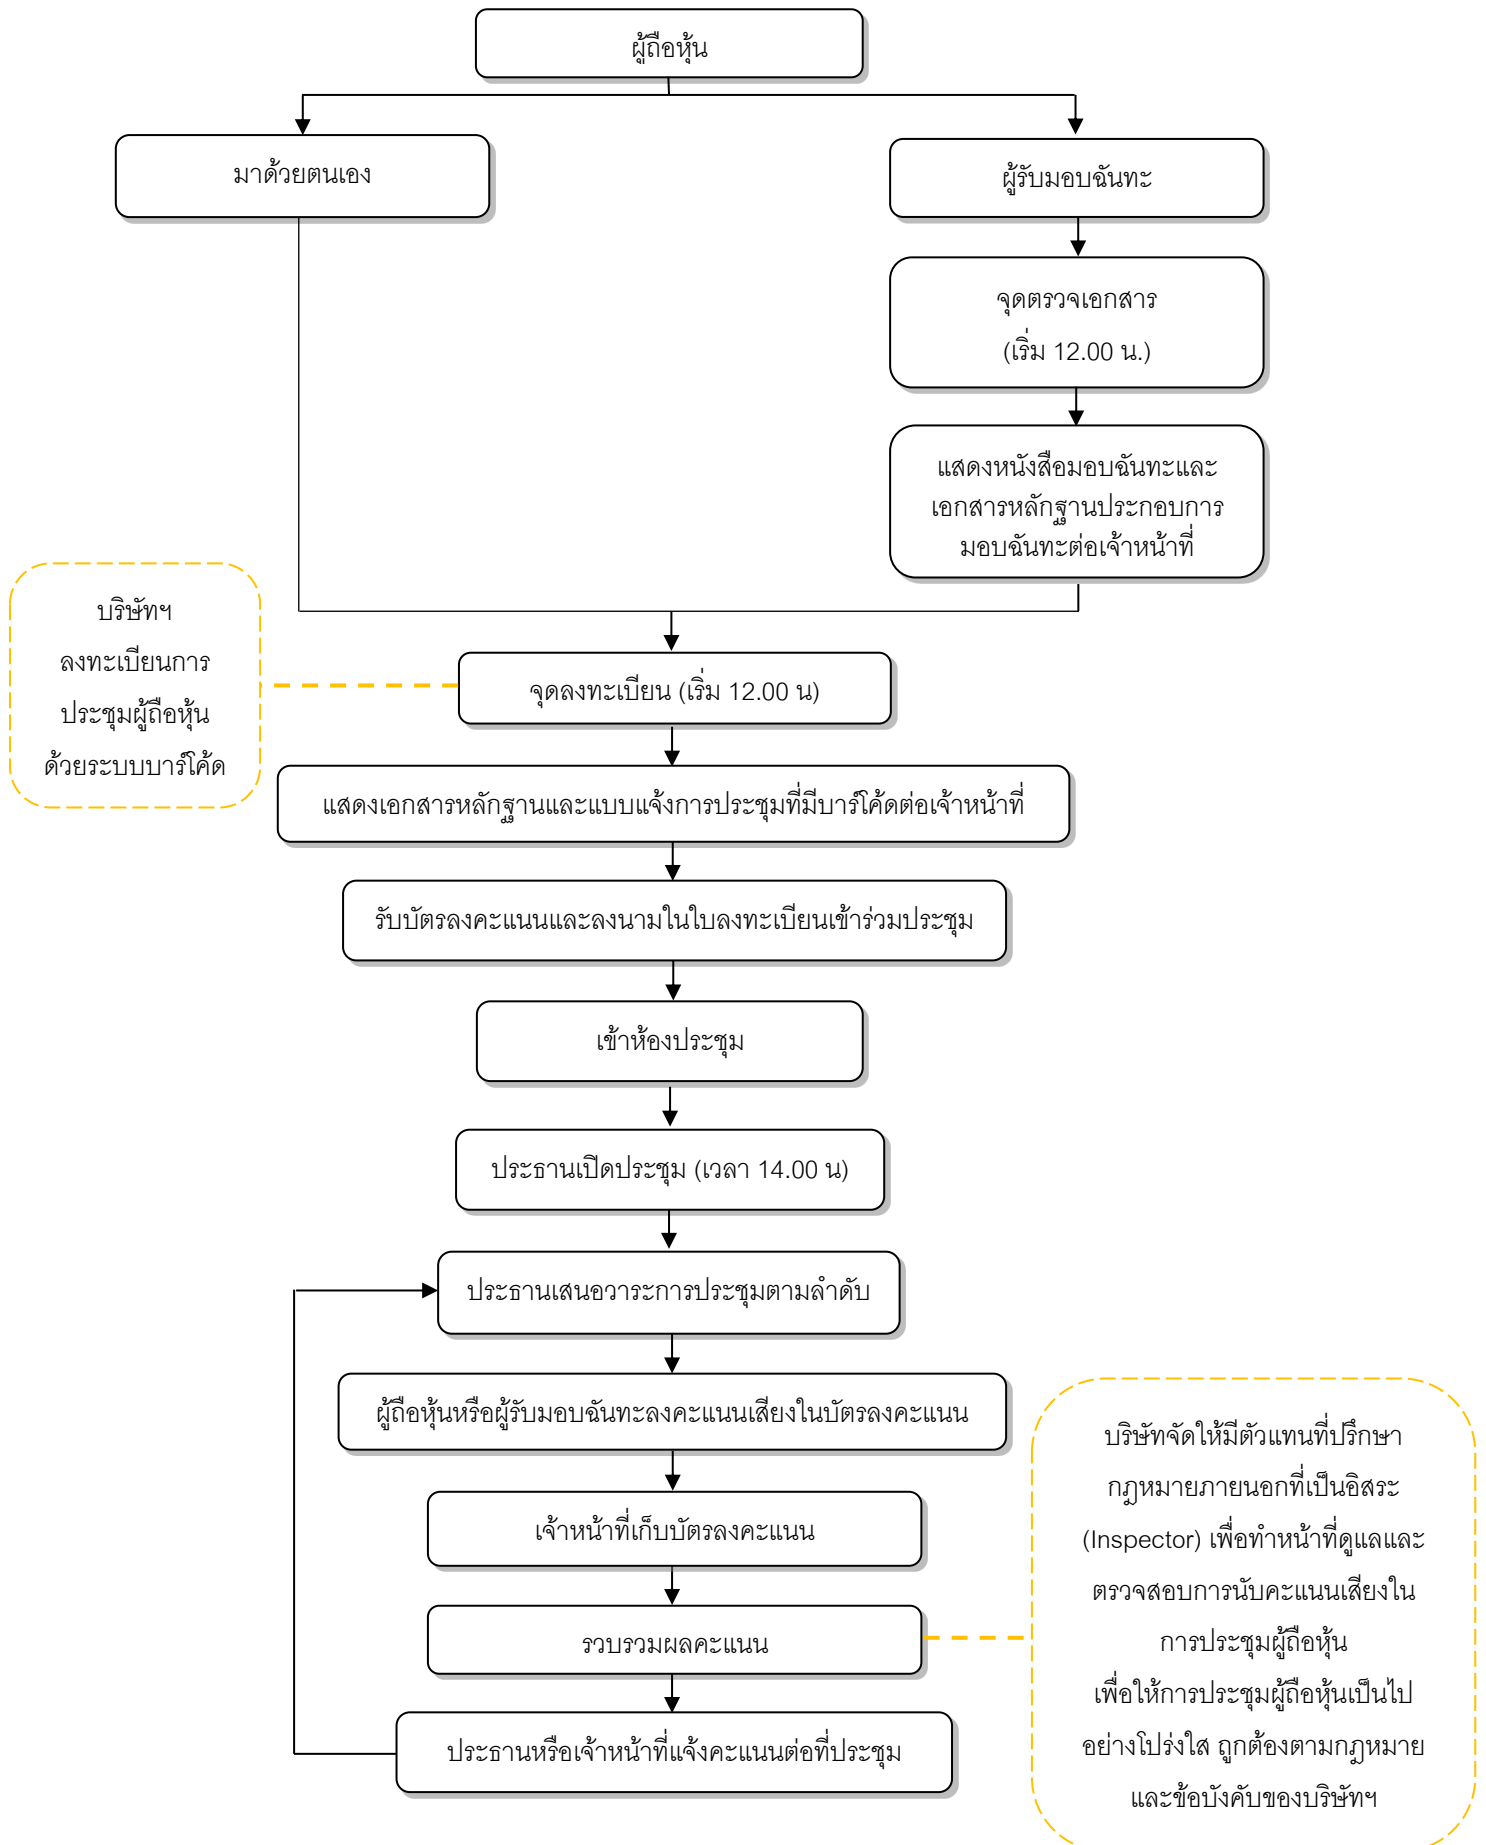 ผู้ถือหุ้น
มาด้วยตนเอง
ผู้รับมอบฉันทะ
จุดตรวจเอกสาร
(เริ่ม 12.00 น.)
แสดงหนังสือมอบฉันทะและ
เอกสารหลักฐานประกอบการ
มอบฉันทะต่อเจ้าหน้าที่
บริษัทฯ
ลงทะเบียนการ
ประชุมผู้ถือหุ้น
ด้วยระบบบาร์โค้ด
จุดลงทะเบียน (เริ่ม 12.00 น)
แสดงเอกสารหลักฐานและแบบแจ้งการประชุมที่มีบาร์โค้ดต่อเจ้าหน้าที่
รับบัตรลงคะแนนและลงนามในใบลงทะเบียนเข้าร่วมประชุม
เข้าห้องประชุม
ประธานเปิดประชุม (เวลา 14.00 น)
ประธานเสนอวาระการประชุมตามลำดับ
ผู้ถือหุ้นหรือผู้รับมอบฉันทะลงคะแนนเสียงในบัตรลงคะแนน
เจ้าหน้าที่เก็บบัตรลงคะแนน
รวบรวมผลคะแนน
ประธานหรือเจ้าหน้าที่แจ้งคะแนนต่อที่ประชุม
บริษัทจัดให้มีตัวแทนที่ปรึกษา
กฎหมายภายนอกที่เป็นอิสระ
(Inspector) เพื่อทำหน้าที่ดูแลและ
ตรวจสอบการนับคะแนนเสียงใน
การประชุมผู้ถือหุ้น
เพื่อให้การประชุมผู้ถือหุ้นเป็นไป
อย่างโปร่งใส ถูกต้องตามกฎหมาย
และข้อบังคับของบริษัทฯ